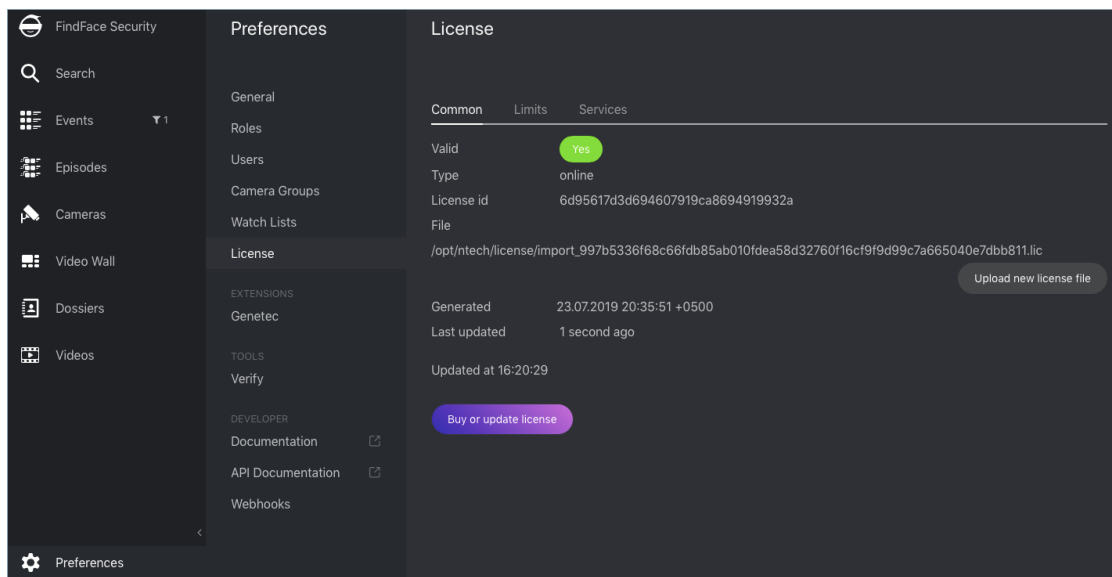 FindFace Security
Search
Events 1
Episodes
Cameras
Video Wall
Dossiers
Videos
Preferences
Preferences
General
Roles
Users
Camera Groups
Watch Lists
License
EXTENSIONS
Genetec
TOOLS
Verify
DEVELOPER
Documentation
API Documentation
Webhooks
License
Common Limits Services
Valid Yes
Type online
License id 6d95617d3d694607919ca8694919932a
File
/opt/ntech/license/import_997b5336f68c66fdb85ab010fdea58d32760f16cf9f9d99c7a665040e7dbb811.lic
Upload new license file
Generated 23.07.2019 20:35:51 +0500
Last updated 1 second ago
Updated at 16:20:29
Buy or update license